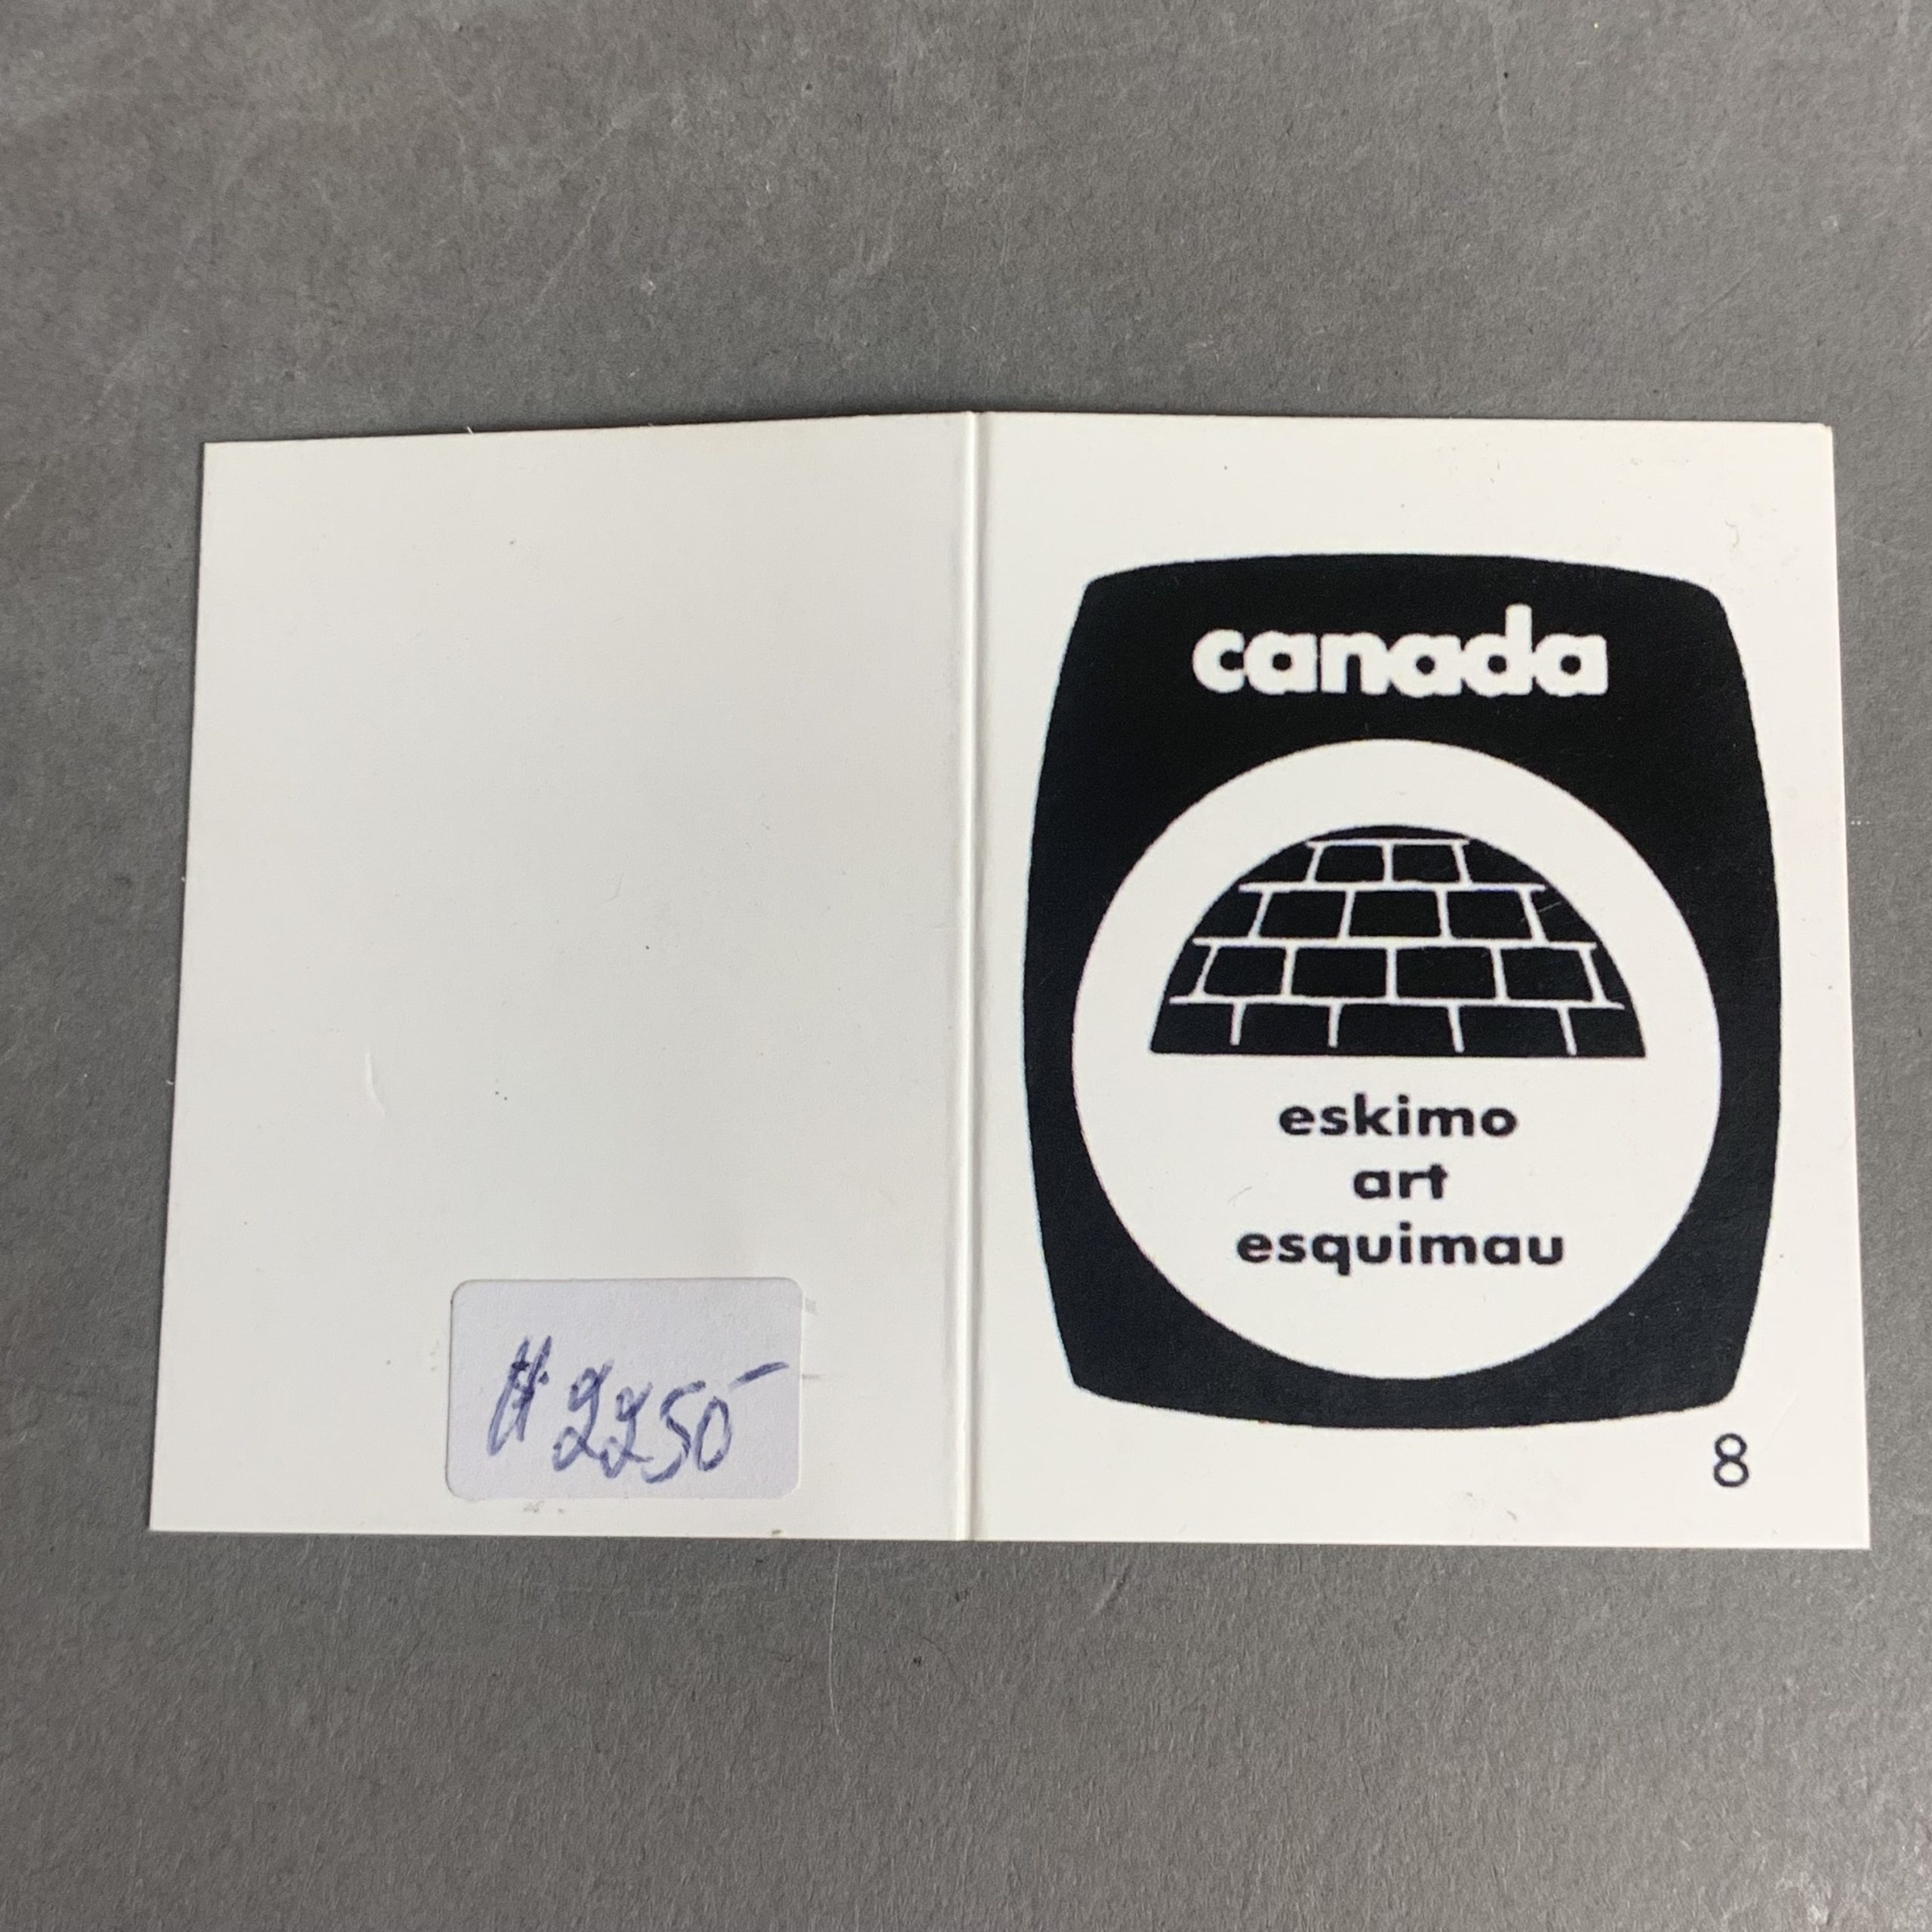 # 2250-
canada
eskimo
art
esquimau
8